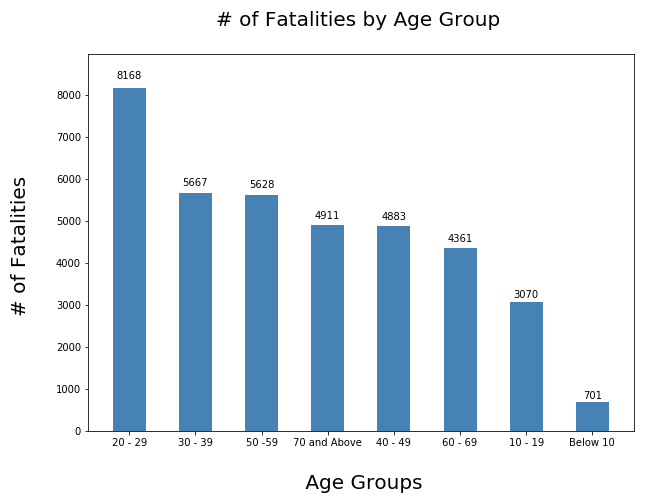 # of Fatalities by Age Group
# of Fatalities
8000
7000
6000
5000
4000
3000
2000
1000
0
8168
5667
5628
4911
4883
4361
3070
701
20 - 29
30 - 39
50 -59
70 and Above
40 - 49
60 - 69
10 - 19
Below 10
Age Groups